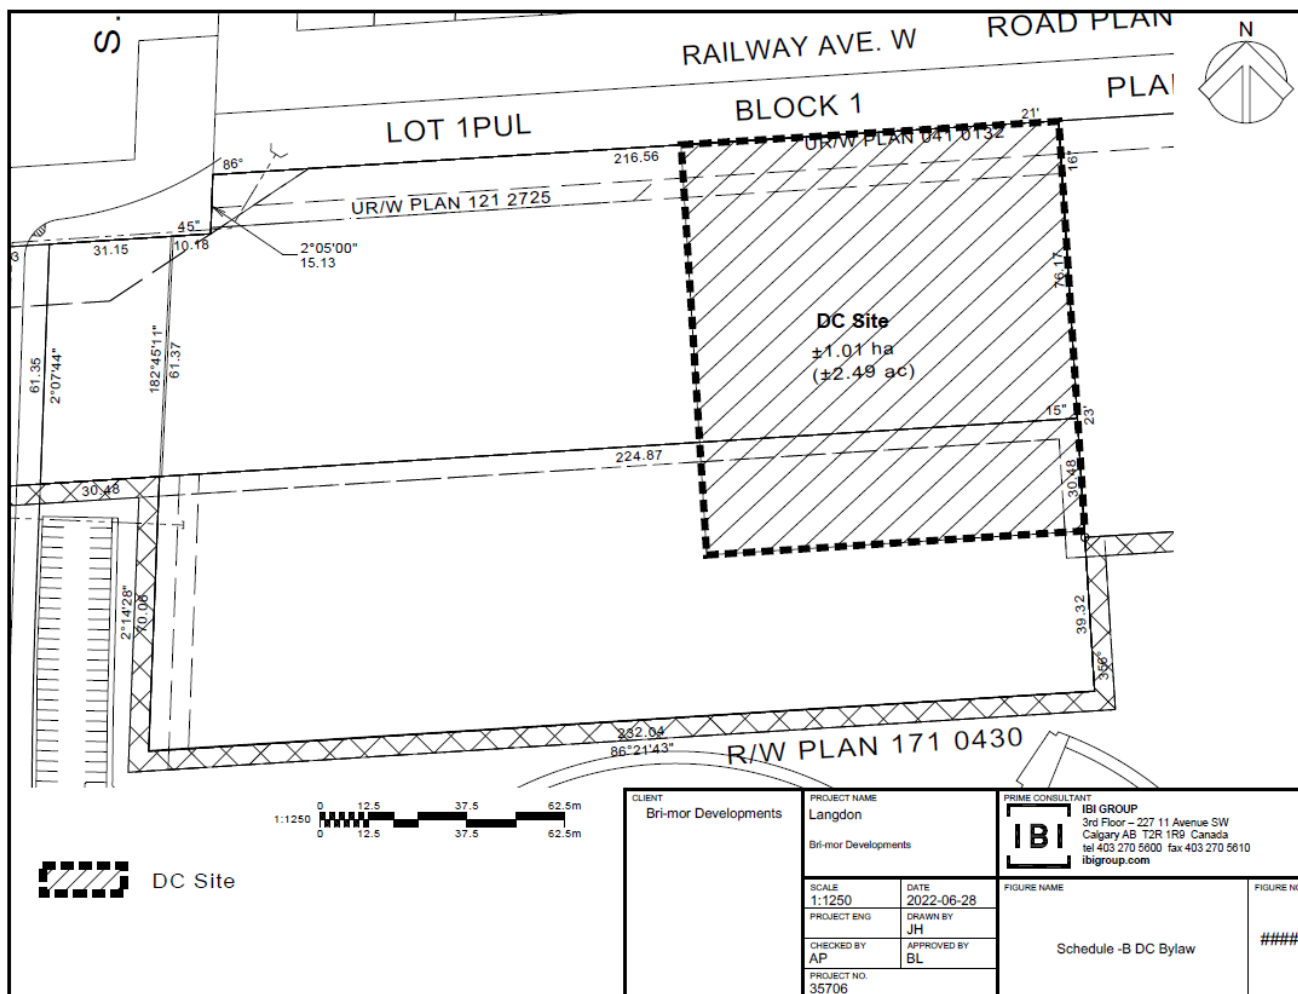 S.
RAILWAY AVE. W
ROAD PLAN
N
LOT 1PUL
BLOCK 1
PLAN
21'
216.56
UR/W PLAN 041 0132
16"
86°
UR/W PLAN 121 2725
45"
31.15
10.18
2°05'00"
15.13
3
76.17
61.35
2°07'44"
182°45'11"
61.37
DC Site
±1.01 ha
(±2.49 ac)
15"
23'
224.87
30.48
30.48
2°14'28"
70.06
39.32
356°
232.04
86°21'43"
R/W PLAN 171 0430
1:1250
0 12.5 37.5 62.5m
0 12.5 37.5 62.5m
DC Site
CLIENT
Bri-mor Developments
PROJECT NAME
Langdon
Bri-mor Developments
PRIME CONSULTANT
IBI
IBI GROUP
3rd Floor – 227 11 Avenue SW
Calgary AB T2R 1R9 Canada
tel 403 270 5600 fax 403 270 5610
ibigroup.com
SCALE
1:1250
DATE
2022-06-28
PROJECT ENG
DRAWN BY
JH
CHECKED BY
AP
APPROVED BY
BL
PROJECT NO.
35706
FIGURE NAME
Schedule -B DC Bylaw
FIGURE NO
####